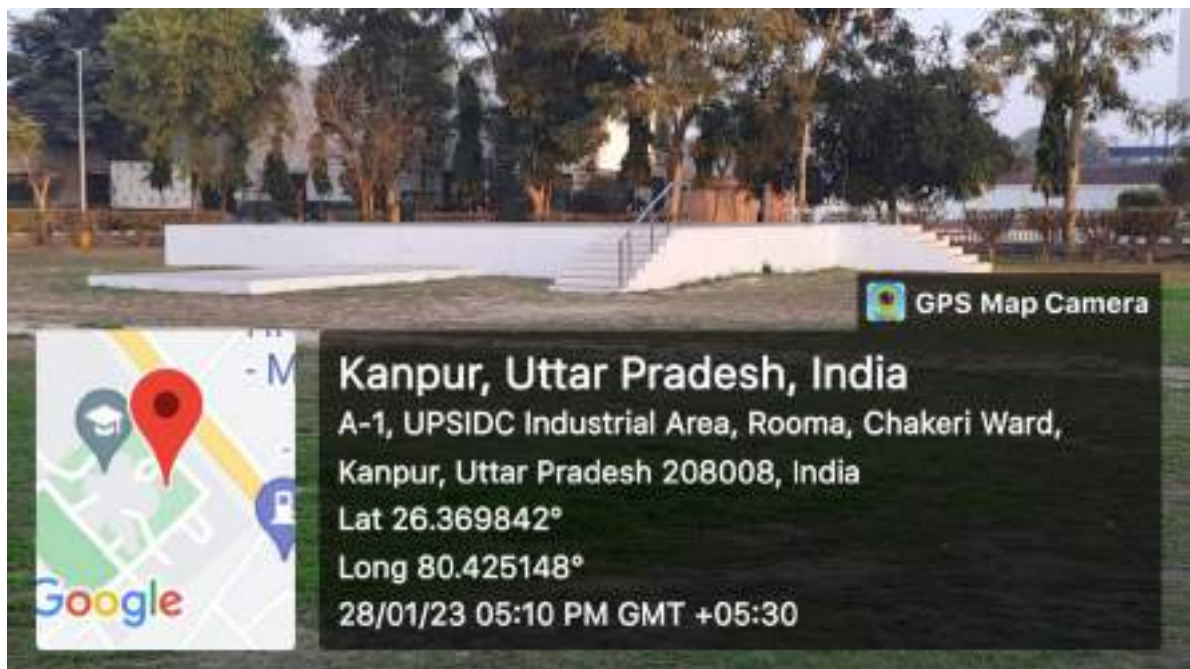 GPS Map Camera
- M
Google
Kanpur, Uttar Pradesh, India
A-1, UPSIDC Industrial Area, Rooma, Chakeri Ward,
Kanpur, Uttar Pradesh 208008, India
Lat 26.369842°
Long 80.425148°
28/01/23 05:10 PM GMT +05:30